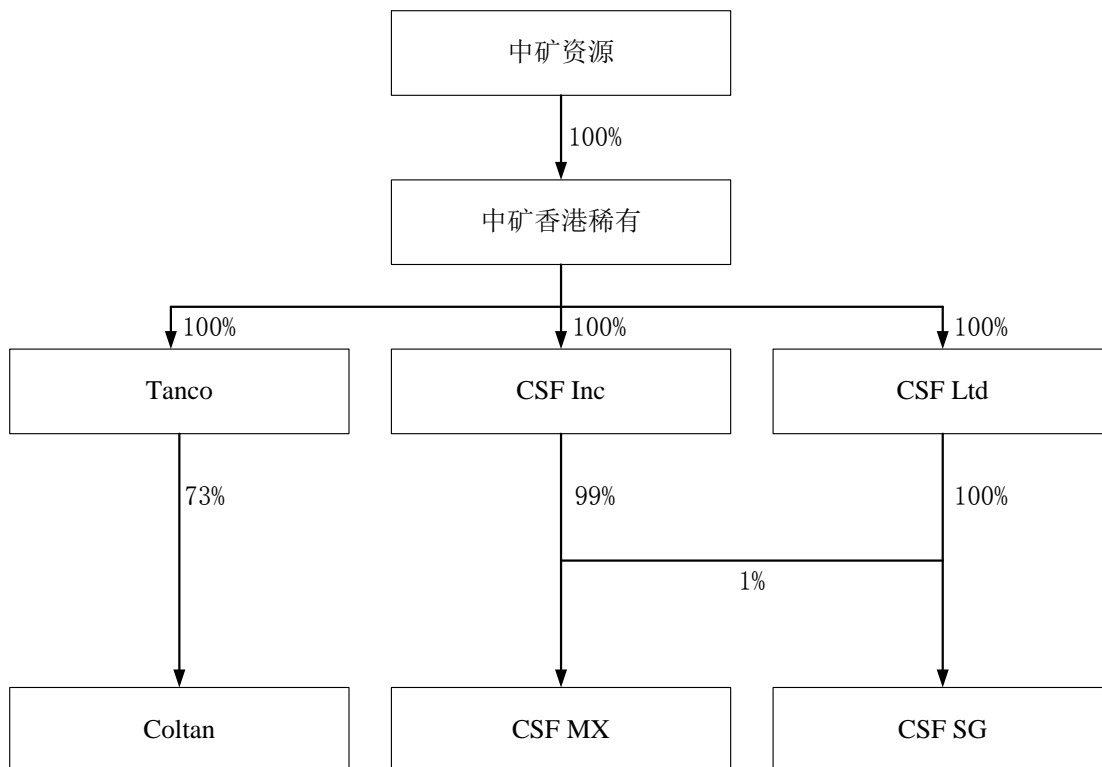 中矿资源
100%
中矿香港稀有
100%
100%
100%
Tanco
CSF Inc
CSF Ltd
73%
99%
100%
1%
Coltan
CSF MX
CSF SG